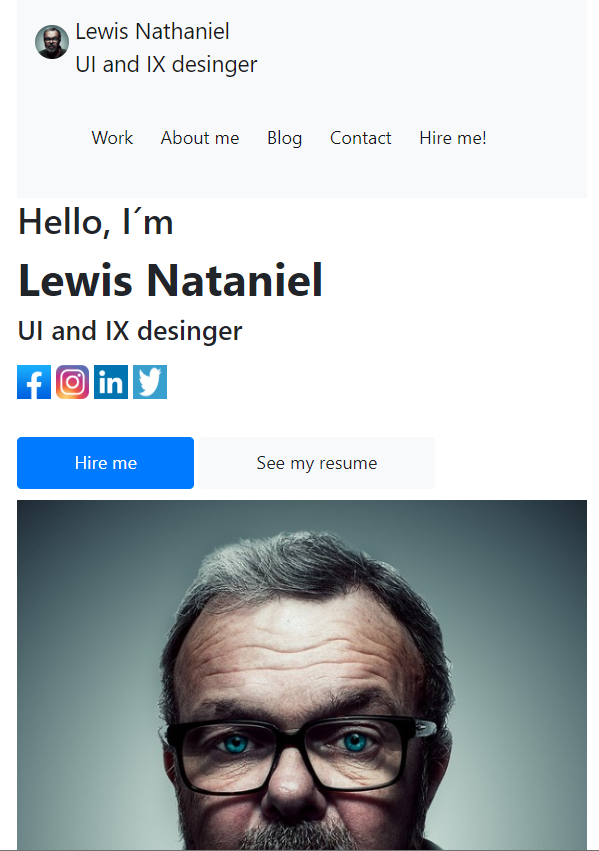 Lewis Nathaniel
UI and IX desinger
Work About me Blog Contact Hire me!
Hello, I´m
Lewis Nataniel
UI and IX desinger
Hire me See my resume